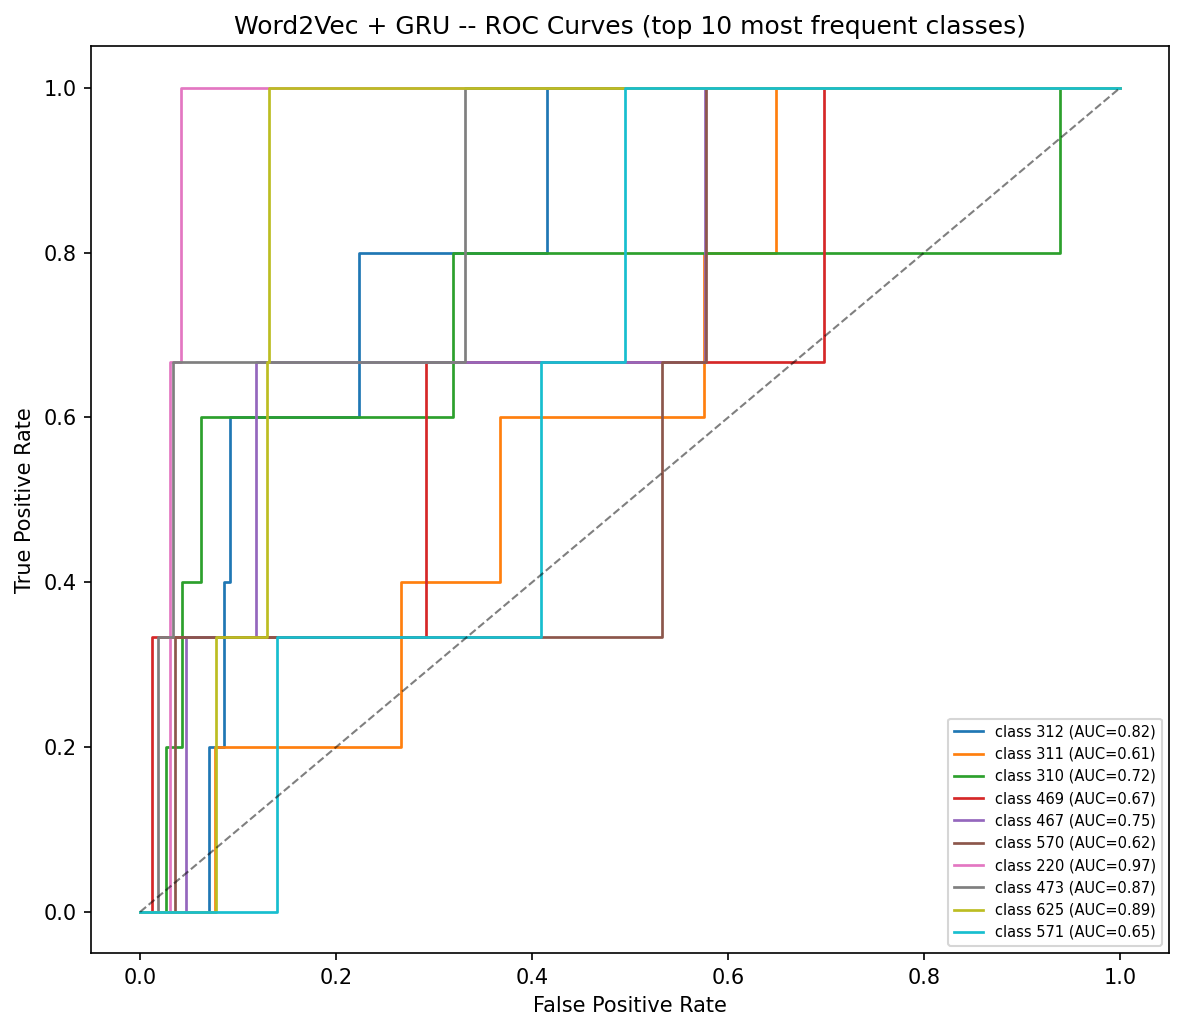 Word2Vec + GRU -- ROC Curves (top 10 most frequent classes)
True Positive Rate
1.0
0.8
0.6
0.4
0.2
0.0
0.0 0.2 0.4 0.6 0.8 1.0
False Positive Rate
class 312 (AUC=0.82)
class 311 (AUC=0.61)
class 310 (AUC=0.72)
class 469 (AUC=0.67)
class 467 (AUC=0.75)
class 570 (AUC=0.62)
class 220 (AUC=0.97)
class 473 (AUC=0.87)
class 625 (AUC=0.89)
class 571 (AUC=0.65)